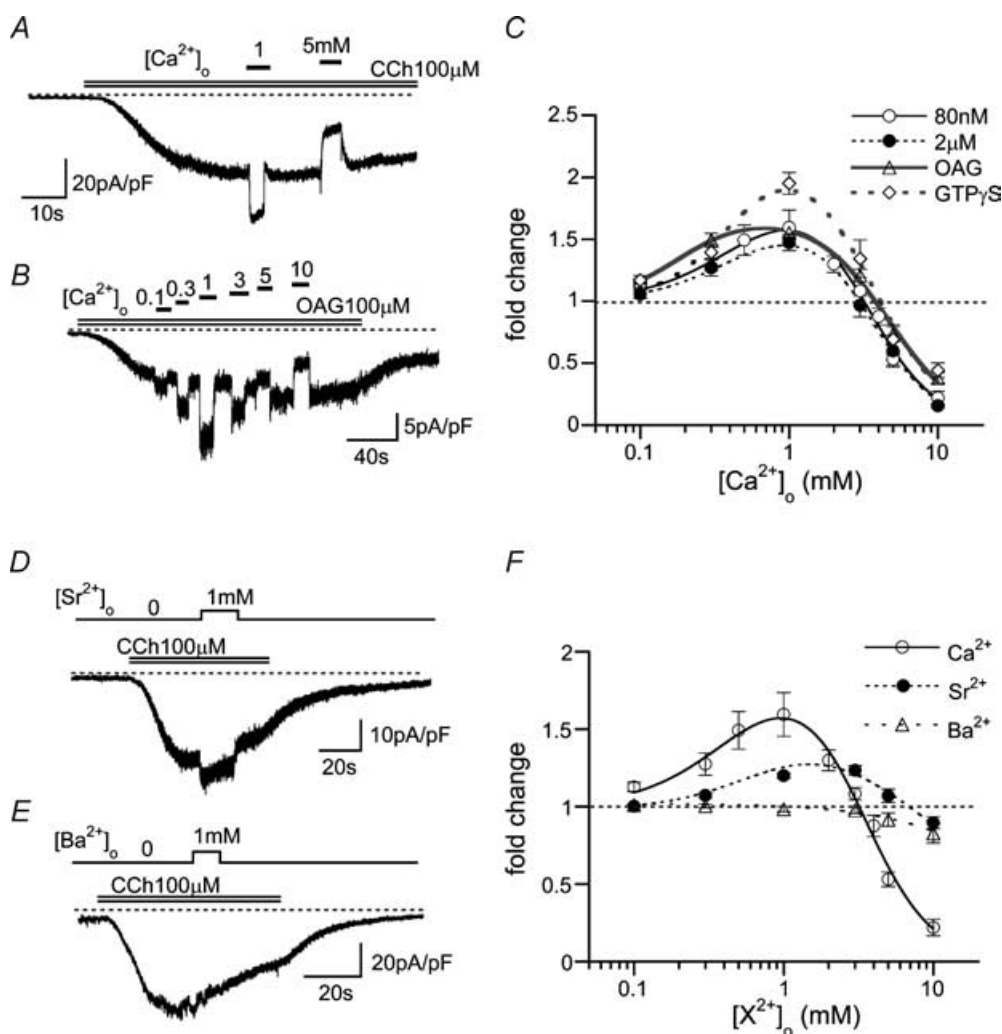 A
[Ca²⁺]ₒ 1 5mM
CCh100µM
20pA/pF
10s
B
[Ca²⁺]ₒ 0.1 0.3 1 3 5 10
OAG100µM
5pA/pF
40s
C
fold change
2.5
2
1.5
1
0.5
0
0.1 1 10
[Ca²⁺]ₒ (mM)
80nM
2µM
OAG
GTPγS
D
[Sr²⁺]ₒ 0 1mM
CCh100µM
10pA/pF
20s
E
[Ba²⁺]ₒ 0 1mM
CCh100µM
20pA/pF
20s
F
fold change
2
1.5
1
0.5
0
0.1 1 10
[X²⁺]ₒ (mM)
Ca²⁺
Sr²⁺
Ba²⁺